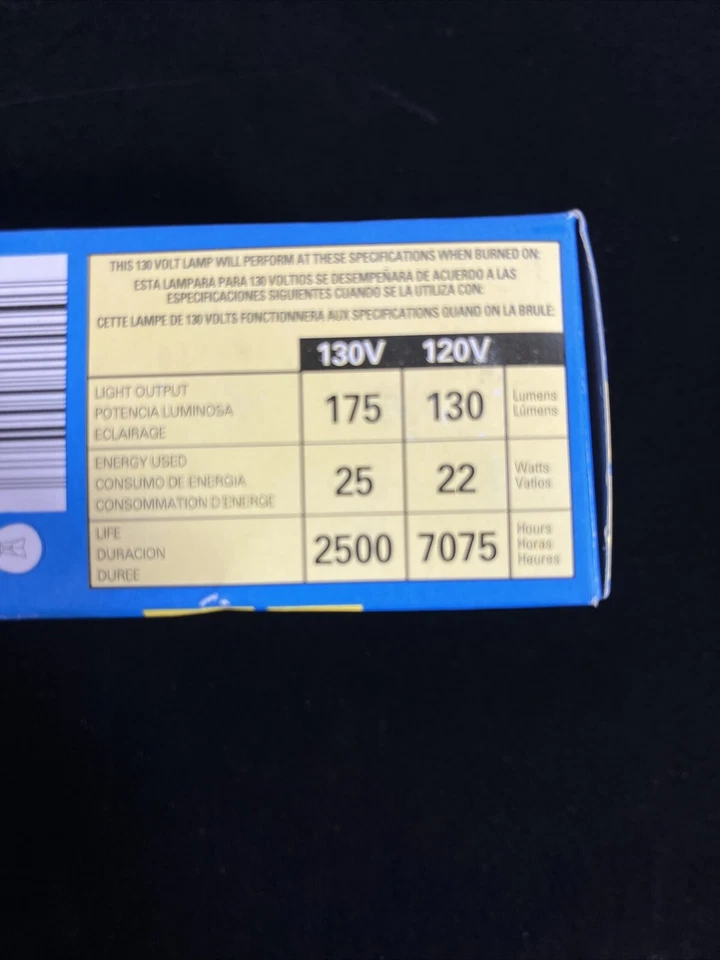 THIS 130 VOLT LAMP WILL PERFORM AT THESE SPECIFICATIONS WHEN BURNED ON:
ESTA LAMPARA PARA 130 VOLTIOS SE DESEMPEÑARA DE ACUERDO A LAS
ESPECIFICACIONES SIGUIENTES CUANDO SE LA UTILIZA CON:
CETTE LAMPE DE 130 VOLTS FONCTIONNERA AUX SPECIFICATIONS QUAND ON LA BRULE:
130V 120V
LIGHT OUTPUT
POTENCIA LUMINOSA
ECLAIRAGE
175 130
Lumens
Lúmens
ENERGY USED
CONSUMO DE ENERGIA
CONSOMMATION D'ENERGE
25 22
Watts
Vatios
LIFE
DURACION
DUREE
2500 7075
Hours
Horas
Heures